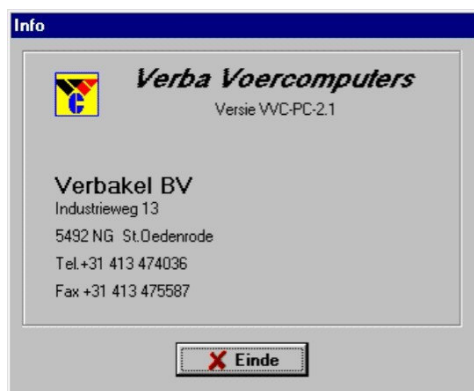 Info
Verba Voercomputers
Versie VVC-PC-2.1
Verbakel BV
Industrieweg 13
5492 NG St.Oedenrode
Tel.+31 413 474036
Fax +31 413 475587
Einde